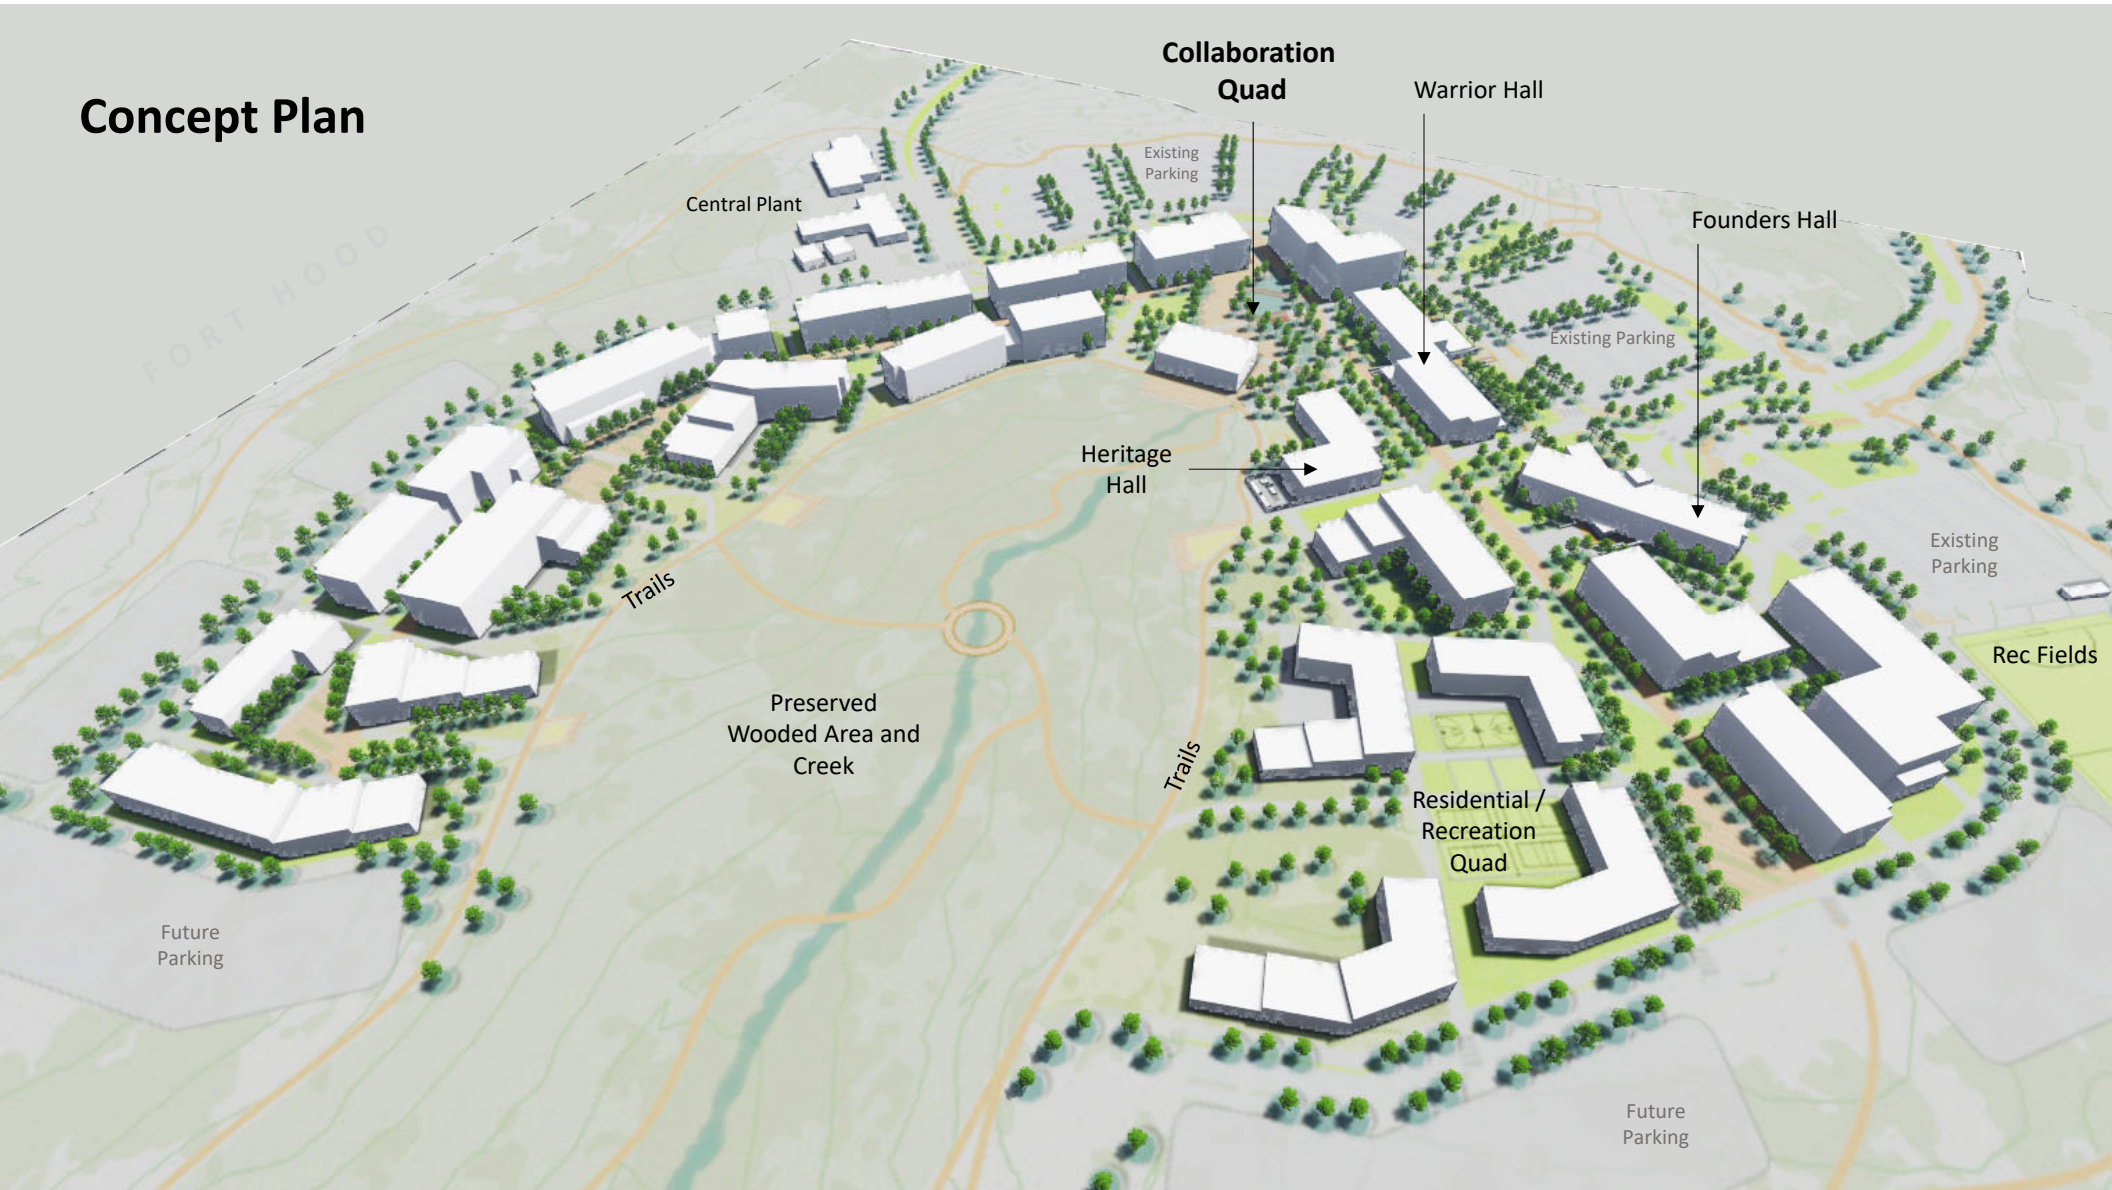 Collaboration
Quad
Warrior Hall
Concept Plan
Existing
Parking
Central Plant
Founders Hall
FORT HOOD
Existing Parking
Heritage
Hall
Existing
Parking
Trails
Rec Fields
Preserved
Wooded Area and
Creek
Trails
Residential /
Recreation
Quad
Future
Parking
Future
Parking